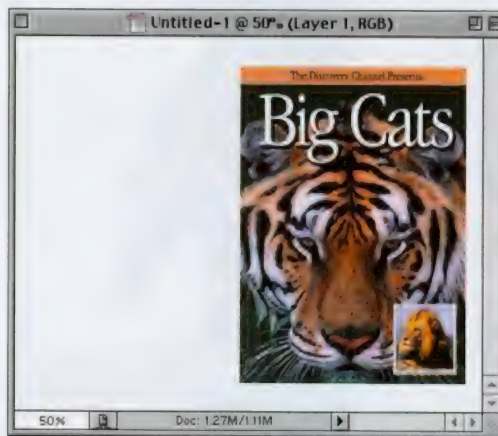 Untitled-1 @ 50% (Layer 1, RGB)
The Discovery Channel Presents
Big Cats
50%
Doc: 1.27M/1.11M